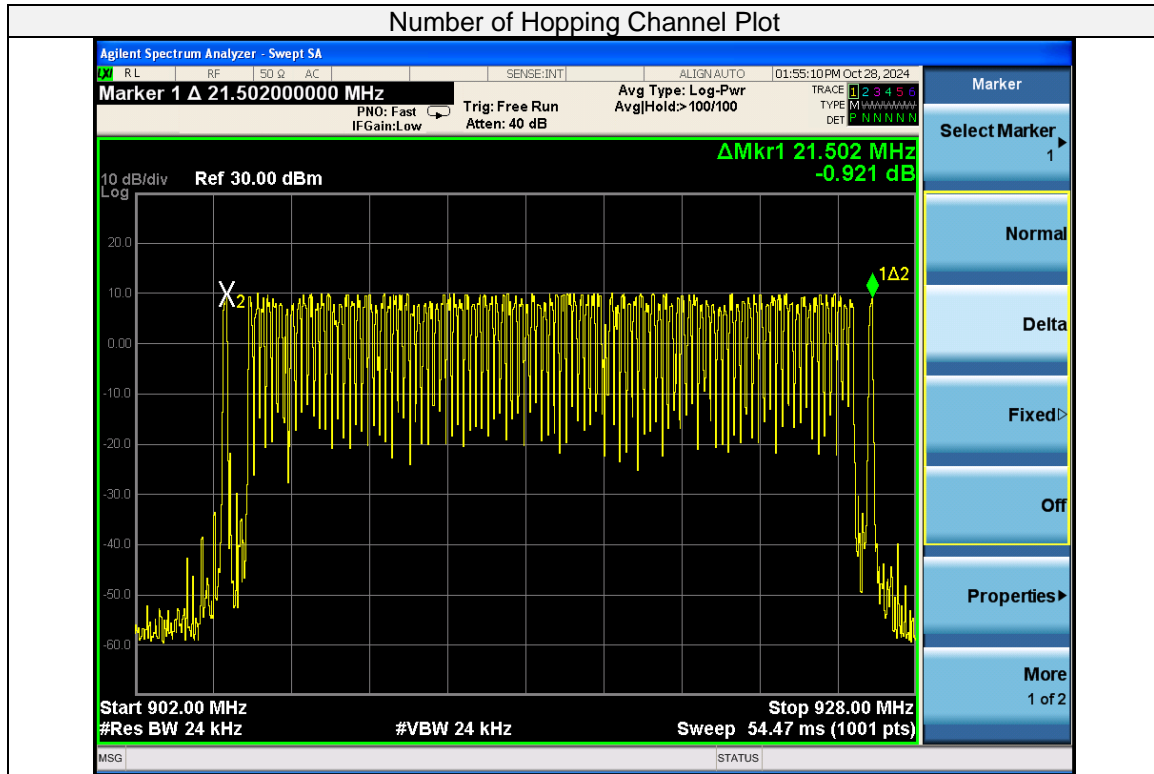 Number of Hopping Channel Plot
Agilent Spectrum Analyzer - Swept SA
LXI RL RF 50 Ω AC SENSE:INT ALIGN AUTO 01:55:10 PM Oct 28, 2024
Marker 1 Δ 21.502000000 MHz
PNO: Fast
IFGain:Low
Trig: Free Run
Atten: 40 dB
Avg Type: Log-Pwr
Avg|Hold:>100/100
TRACE 1 2 3 4 5 6
TYPE M WWWWW
DET P N N N N N
ΔMkr1 21.502 MHz
-0.921 dB
10 dB/div Ref 30.00 dBm
Log
20.0
10.0
0.00
-10.0
-20.0
-30.0
-40.0
-50.0
-60.0
X2
1Δ2
Start 902.00 MHz
Stop 928.00 MHz
#Res BW 24 kHz #VBW 24 kHz Sweep 54.47 ms (1001 pts)
MSG STATUS
Marker
Select Marker
1
Normal
Delta
Fixed
Off
Properties
More
1 of 2